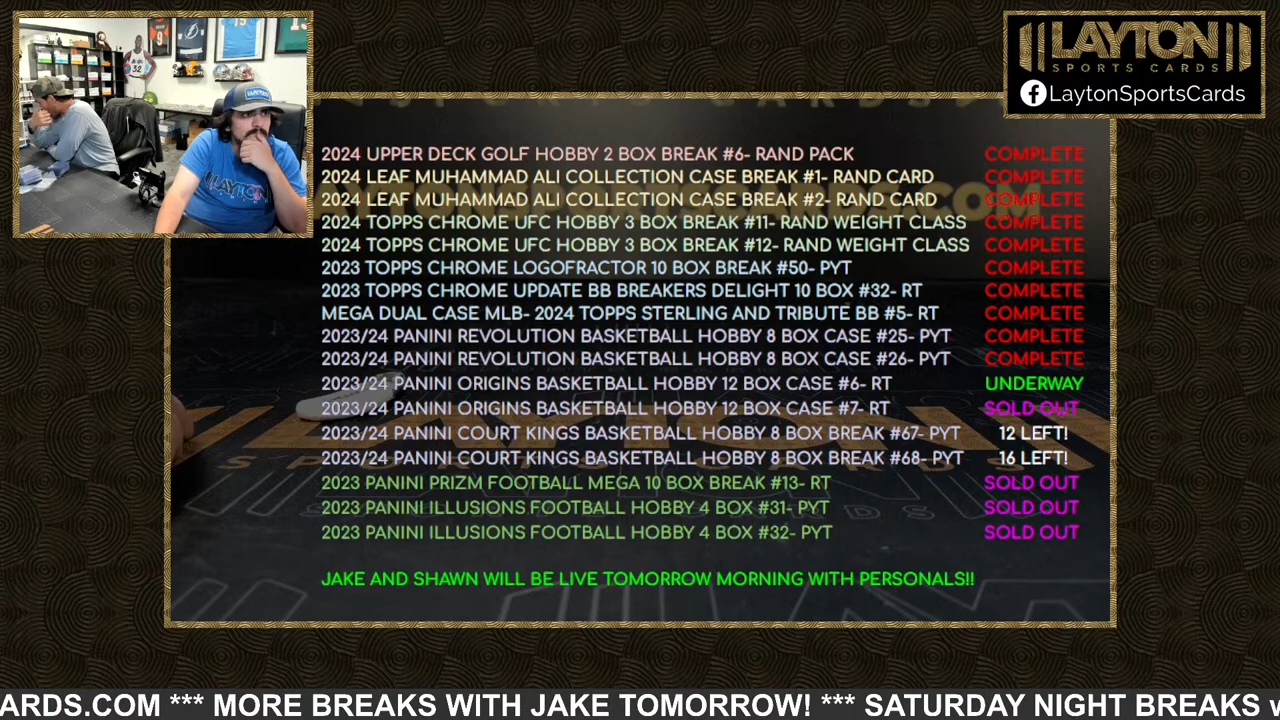 LAYTON
SPORTS CARDS
LaytonSportsCards
2024 UPPER DECK GOLF HOBBY 2 BOX BREAK #6- RAND PACK COMPLETE
2024 LEAF MUHAMMAD ALI COLLECTION CASE BREAK #1- RAND CARD COMPLETE
2024 LEAF MUHAMMAD ALI COLLECTION CASE BREAK #2- RAND CARD COMPLETE
2024 TOPPS CHROME UFC HOBBY 3 BOX BREAK #11- RAND WEIGHT CLASS COMPLETE
2024 TOPPS CHROME UFC HOBBY 3 BOX BREAK #12- RAND WEIGHT CLASS COMPLETE
2023 TOPPS CHROME LOGOFRACTOR 10 BOX BREAK #50- PYT COMPLETE
2023 TOPPS CHROME UPDATE BB BREAKERS DELIGHT 10 BOX #32- RT COMPLETE
MEGA DUAL CASE MLB- 2024 TOPPS STERLING AND TRIBUTE BB #5- RT COMPLETE
2023/24 PANINI REVOLUTION BASKETBALL HOBBY 8 BOX CASE #25- PYT COMPLETE
2023/24 PANINI REVOLUTION BASKETBALL HOBBY 8 BOX CASE #26- PYT COMPLETE
2023/24 PANINI ORIGINS BASKETBALL HOBBY 12 BOX CASE #6- RT UNDERWAY
2023/24 PANINI ORIGINS BASKETBALL HOBBY 12 BOX CASE #7- RT SOLD OUT
2023/24 PANINI COURT KINGS BASKETBALL HOBBY 8 BOX BREAK #67- PYT 12 LEFT!
2023/24 PANINI COURT KINGS BASKETBALL HOBBY 8 BOX BREAK #68- PYT 16 LEFT!
2023 PANINI PRIZM FOOTBALL MEGA 10 BOX BREAK #13- RT SOLD OUT
2023 PANINI ILLUSIONS FOOTBALL HOBBY 4 BOX #31- PYT SOLD OUT
2023 PANINI ILLUSIONS FOOTBALL HOBBY 4 BOX #32- PYT SOLD OUT
JAKE AND SHAWN WILL BE LIVE TOMORROW MORNING WITH PERSONALS!!
ARDS.COM *** MORE BREAKS WITH JAKE TOMORROW! *** SATURDAY NIGHT BREAKS